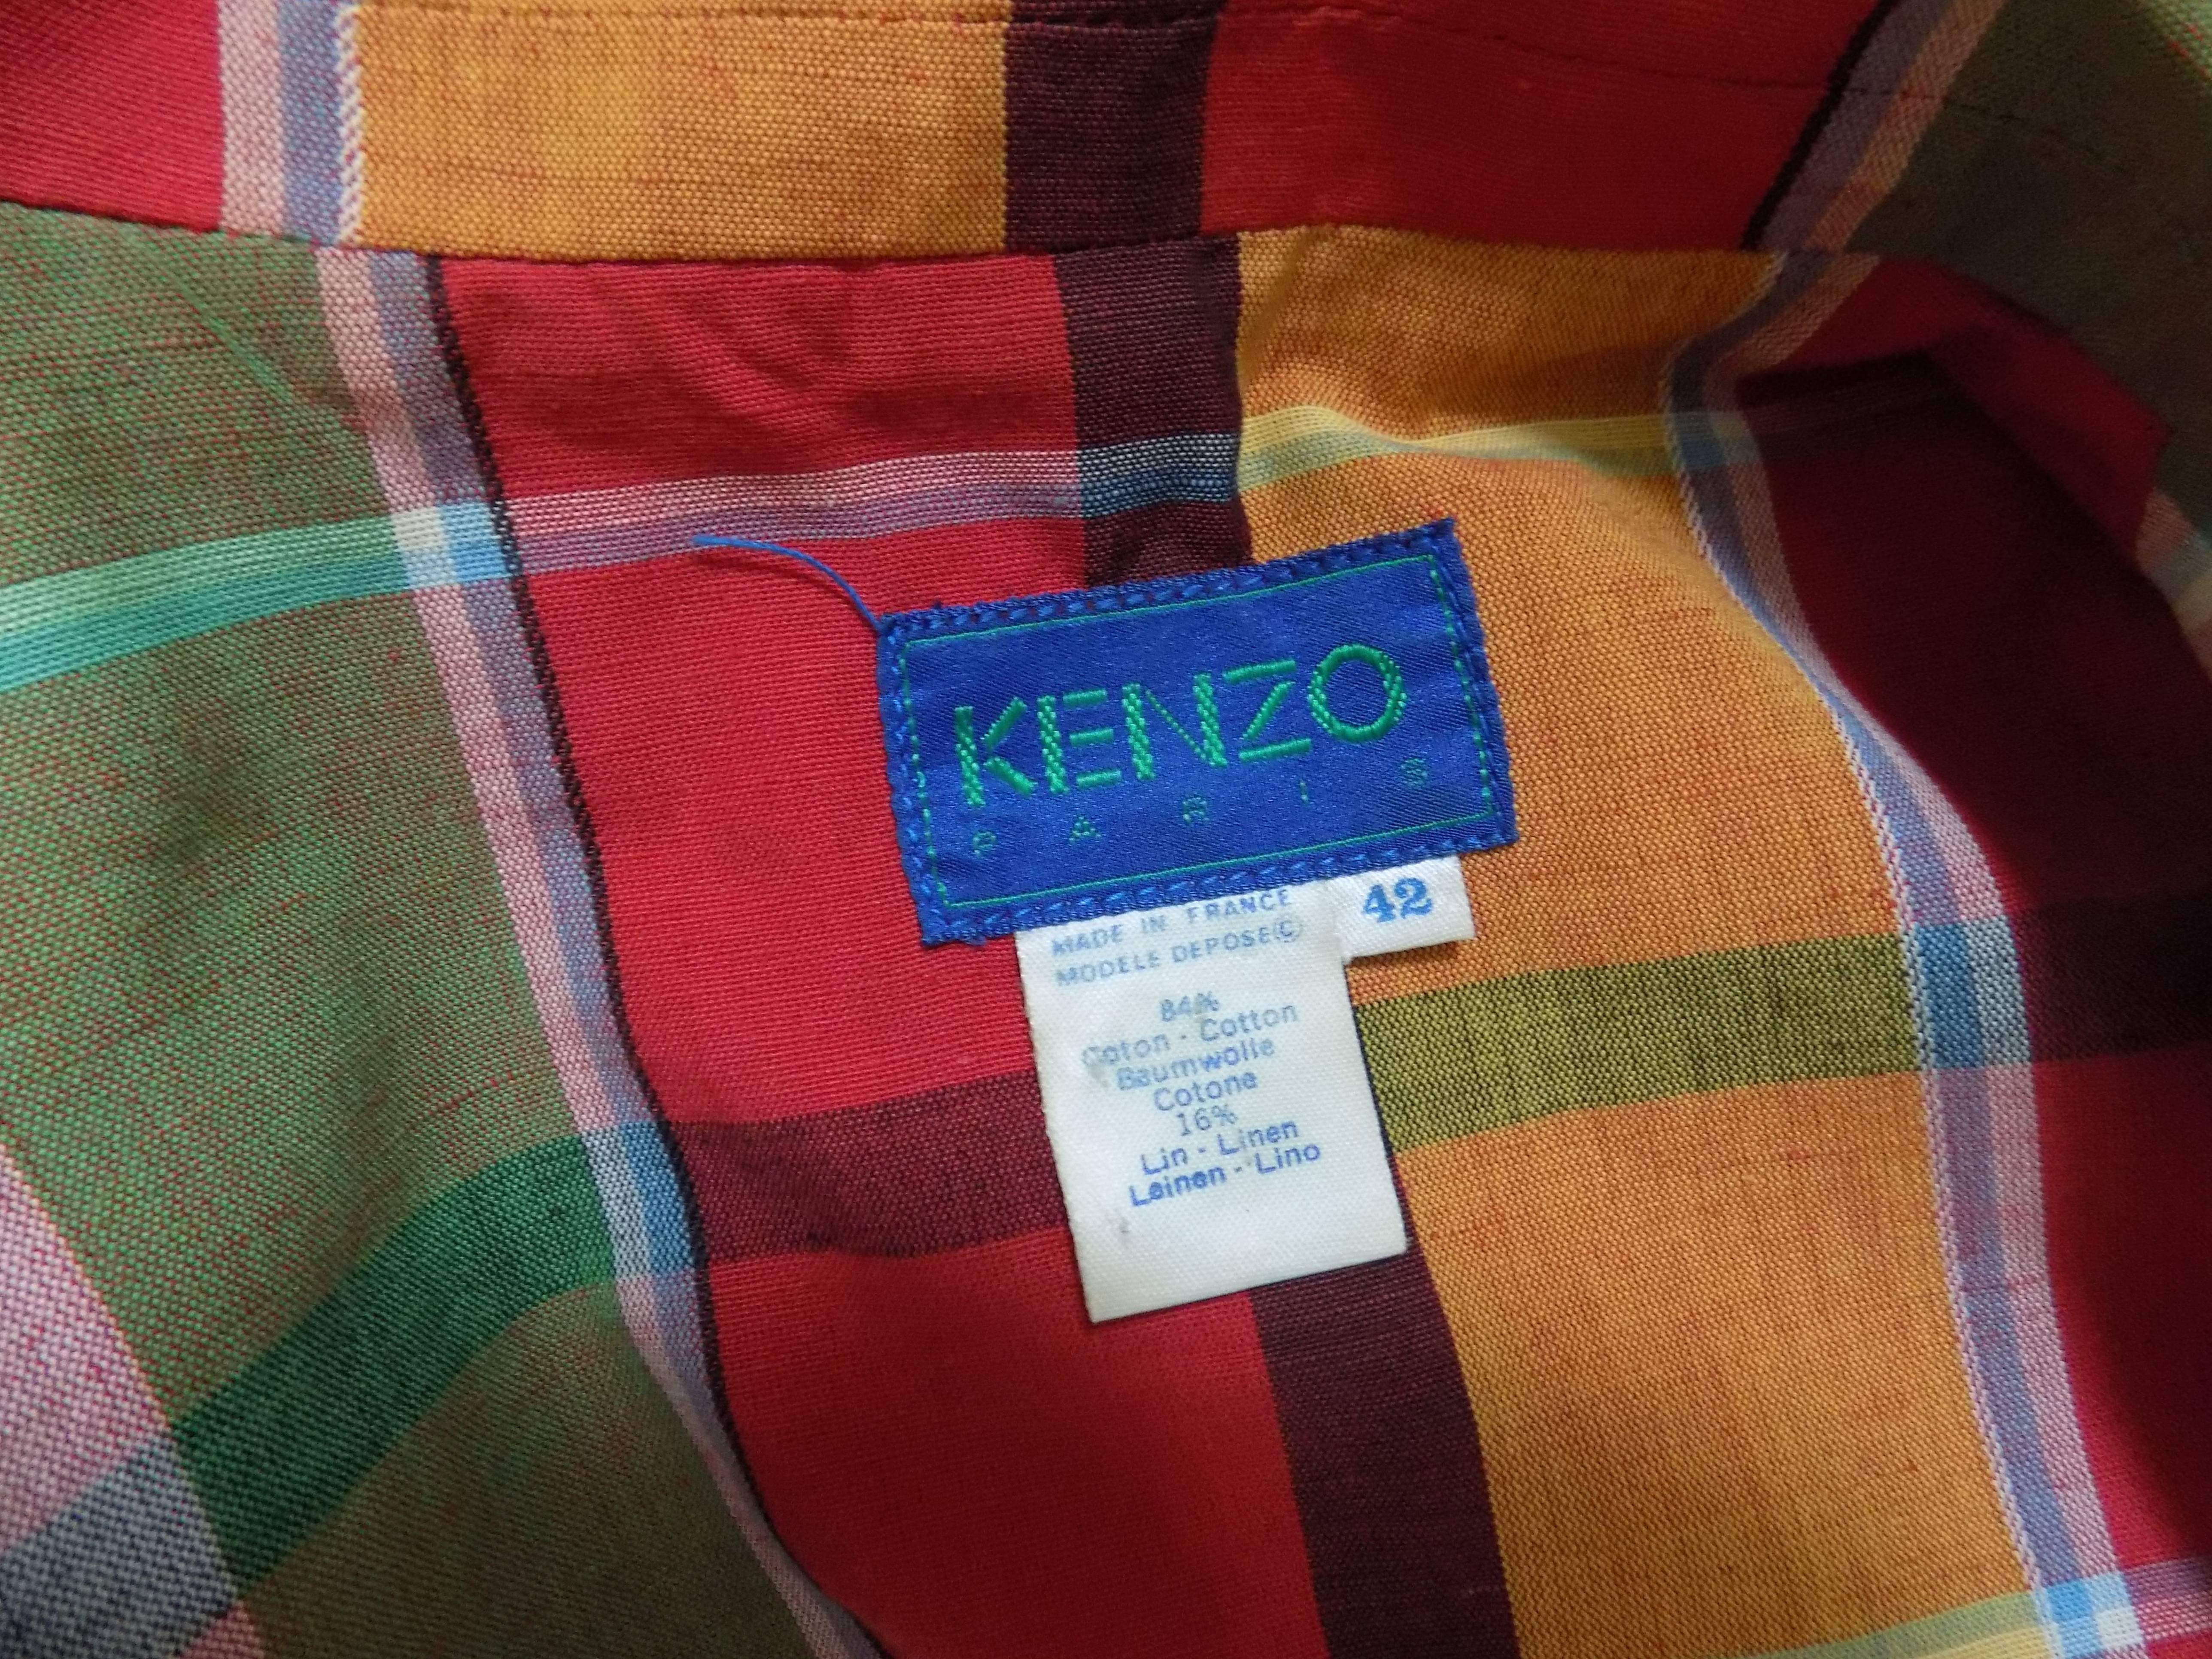 KENZO
PARIS
42
MADE IN FRANCE
MODELE DEPOSE©
84%
Coton - Cotton
Baumwolle
Cotone
16%
Lin - Linen
Leinen - Lino